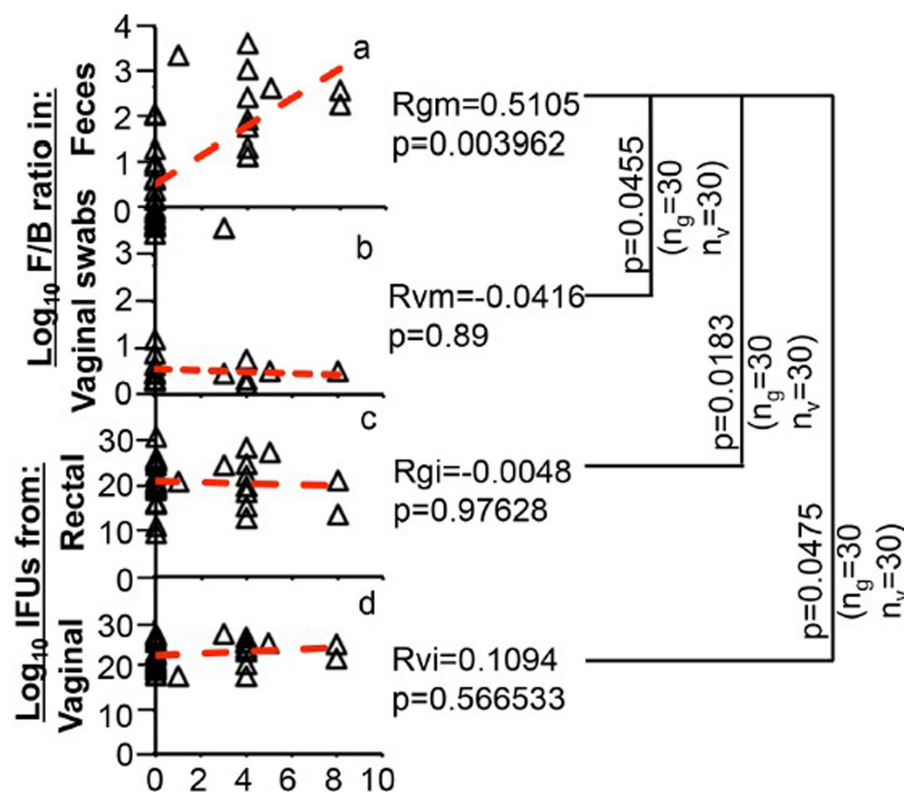 Log10 F/B ratio in:
Feces
4
3
2
1
0
a
Rgm=0.5105
p=0.003962
Vaginal swabs
3
2
1
0
b
Rvm=-0.0416
p=0.89
Log10 IFUs from:
Rectal
30
20
10
0
c
Rgi=-0.0048
p=0.97628
Vaginal
30
20
10
0
d
Rvi=0.1094
p=0.566533
0 2 4 6 8 10
p=0.0455
(ng=30
nv=30)
p=0.0183
(ng=30
nv=30)
p=0.0475
(ng=30
nv=30)